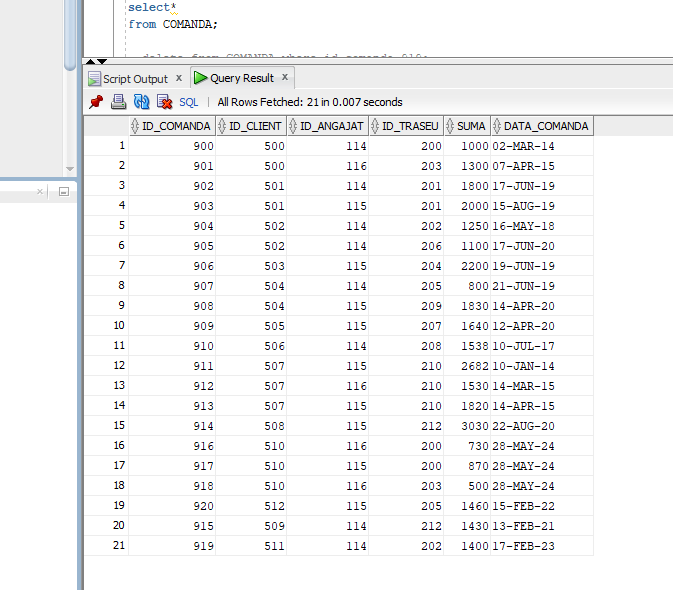 select*
from COMANDA;
Script Output x Query Result x
SQL | All Rows Fetched: 21 in 0.007 seconds
ID_COMANDA ID_CLIENT ID_ANGAJAT ID_TRASEU SUMA DATA_COMANDA
1 900 500 114 200 1000 02-MAR-14
2 901 500 116 203 1300 07-APR-15
3 902 501 114 201 1800 17-JUN-19
4 903 501 115 201 2000 15-AUG-19
5 904 502 114 202 1250 16-MAY-18
6 905 502 114 206 1100 17-JUN-20
7 906 503 115 204 2200 19-JUN-19
8 907 504 114 205 800 21-JUN-19
9 908 504 115 209 1830 14-APR-20
10 909 505 115 207 1640 12-APR-20
11 910 506 114 208 1538 10-JUL-17
12 911 507 115 210 2682 10-JAN-14
13 912 507 116 210 1530 14-MAR-15
14 913 507 115 210 1820 14-APR-15
15 914 508 115 212 3030 22-AUG-20
16 916 510 116 200 730 28-MAY-24
17 917 510 115 200 870 28-MAY-24
18 918 510 116 203 500 28-MAY-24
19 920 512 115 205 1460 15-FEB-22
20 915 509 114 212 1430 13-FEB-21
21 919 511 114 202 1400 17-FEB-23